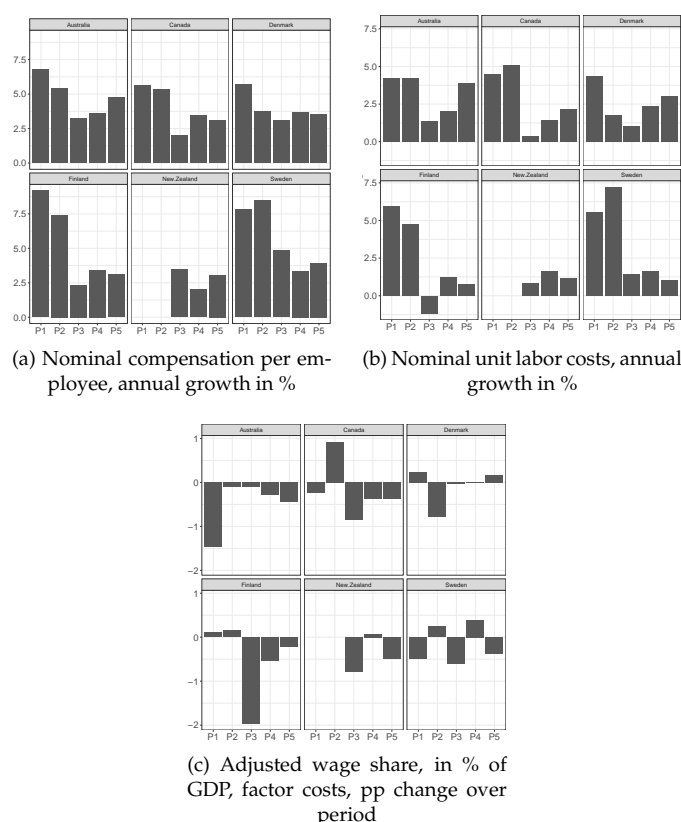 Australia Canada Denmark
7.5
5.0
2.5
0.0
Finland New.Zealand Sweden
7.5
5.0
2.5
0.0
P1 P2 P3 P4 P5 P1 P2 P3 P4 P5 P1 P2 P3 P4 P5
(a) Nominal compensation per em-
ployee, annual growth in %
Australia Canada Denmark
7.5
5.0
2.5
0.0
Finland New.Zealand Sweden
7.5
5.0
2.5
0.0
P1 P2 P3 P4 P5 P1 P2 P3 P4 P5 P1 P2 P3 P4 P5
(b) Nominal unit labor costs, annual
growth in %
Australia Canada Denmark
1
0
−1
−2
Finland New.Zealand Sweden
1
0
−1
−2
P1 P2 P3 P4 P5 P1 P2 P3 P4 P5 P1 P2 P3 P4 P5
(c) Adjusted wage share, in % of
GDP, factor costs, pp change over
period